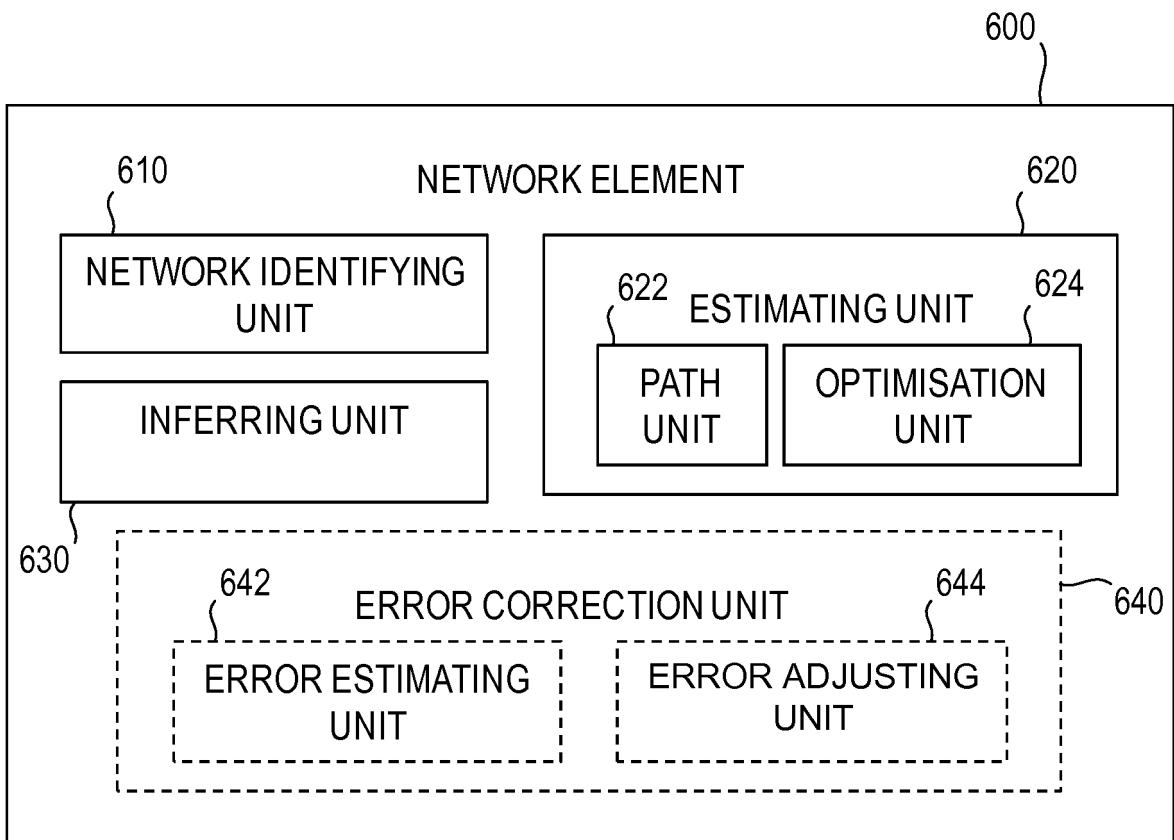 600
610
NETWORK ELEMENT
620
NETWORK IDENTIFYING
UNIT
622
ESTIMATING UNIT
624
PATH
UNIT
OPTIMISATION
UNIT
INFERRING UNIT
630
642
ERROR CORRECTION UNIT
644
640
ERROR ESTIMATING
UNIT
ERROR ADJUSTING
UNIT